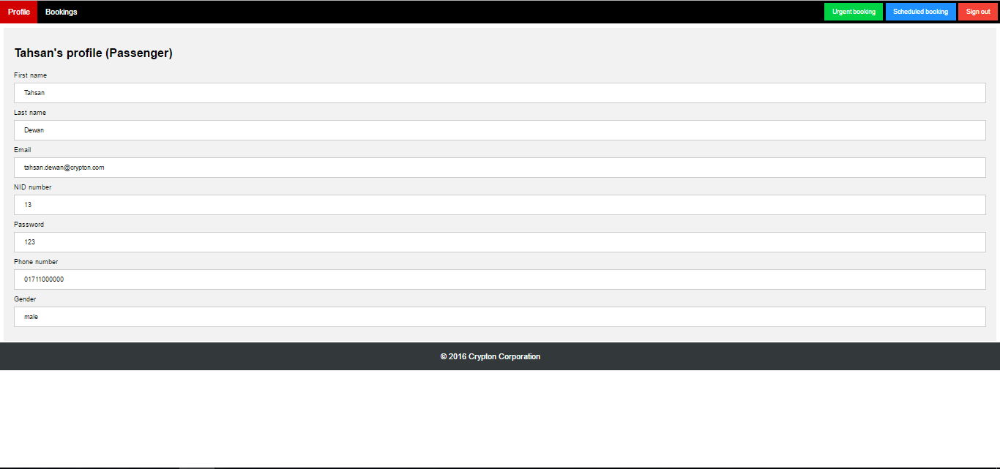 Profile Bookings Urgent booking Scheduled booking Sign out
Tahsan's profile (Passenger)
First name
Tahsan
Last name
Dewan
Email
tahsan.dewan@crypton.com
NID number
13
Password
123
Phone number
01711000000
Gender
male
© 2016 Crypton Corporation